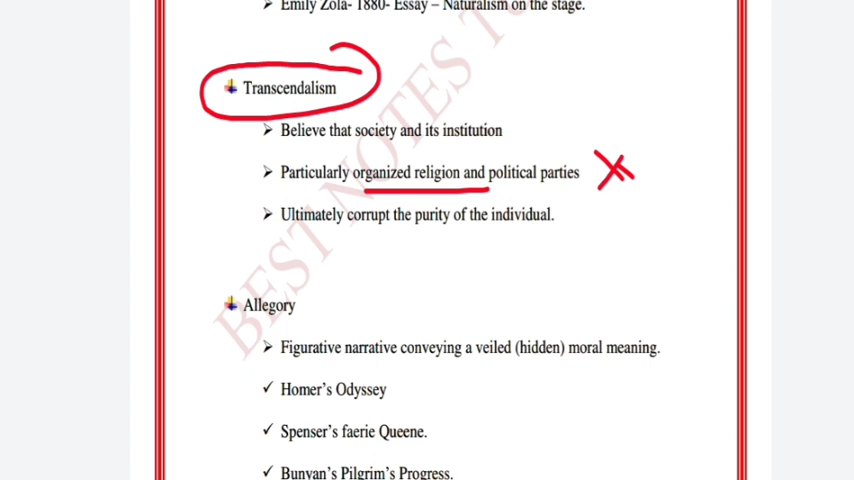 Emily Zola- 1880- Essay – Naturalism on the stage.
Transcendalism
Believe that society and its institution
Particularly organized religion and political parties
Ultimately corrupt the purity of the individual.
Allegory
Figurative narrative conveying a veiled (hidden) moral meaning.
Homer's Odyssey
Spenser's faerie Queene.
Bunyan's Pilgrim's Progress.
BEST NOTES